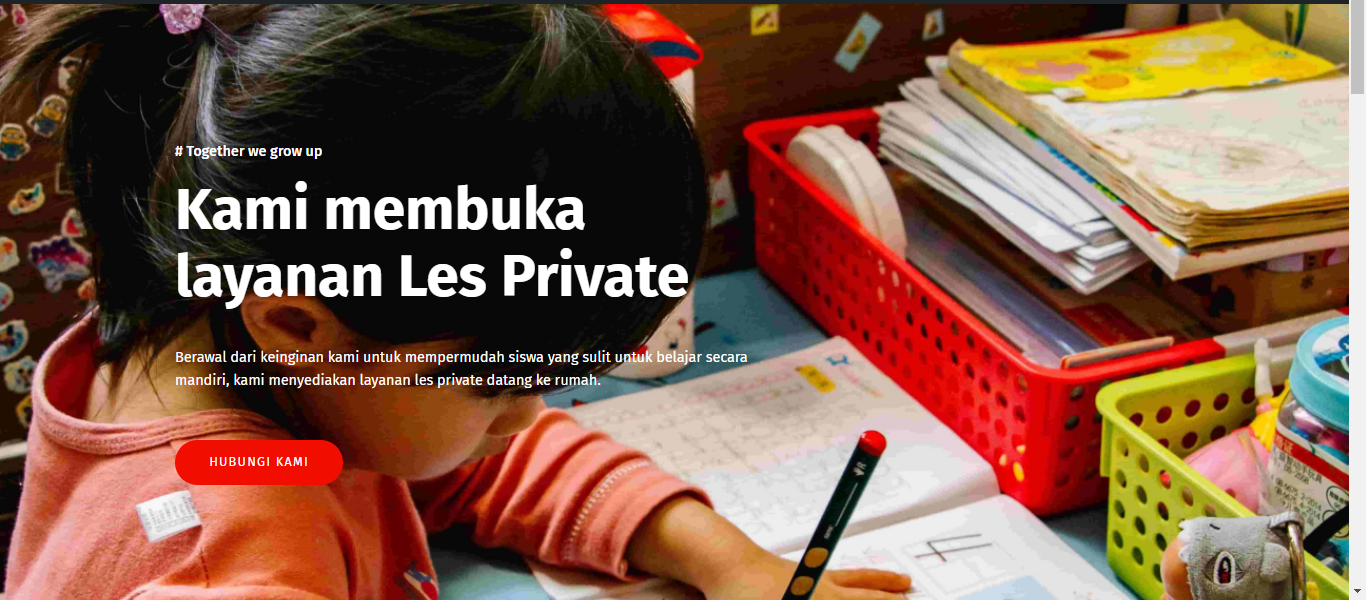 # Together we grow up
Kami membuka
layanan Les Private
Berawal dari keinginan kami untuk mempermudah siswa yang sulit untuk belajar secara
mandiri, kami menyediakan layanan les private datang ke rumah.
HUBUNGI KAMI